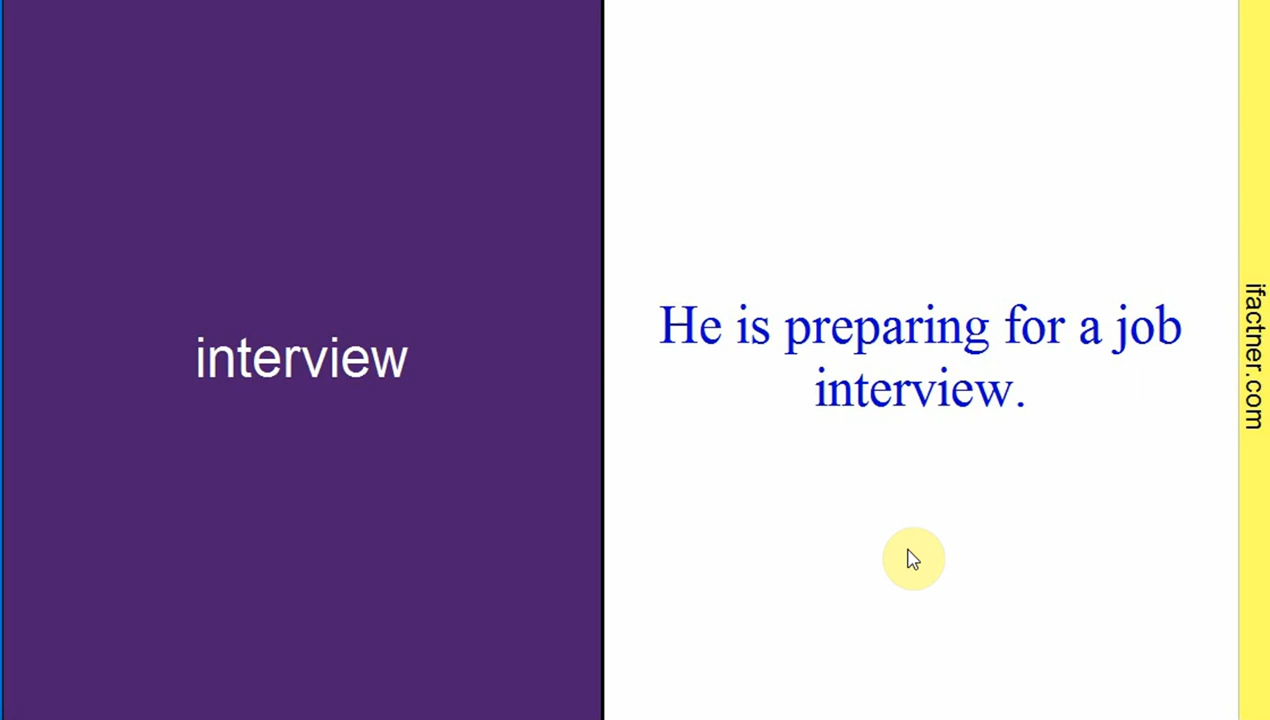 interview
He is preparing for a job
interview.
ifactner.com